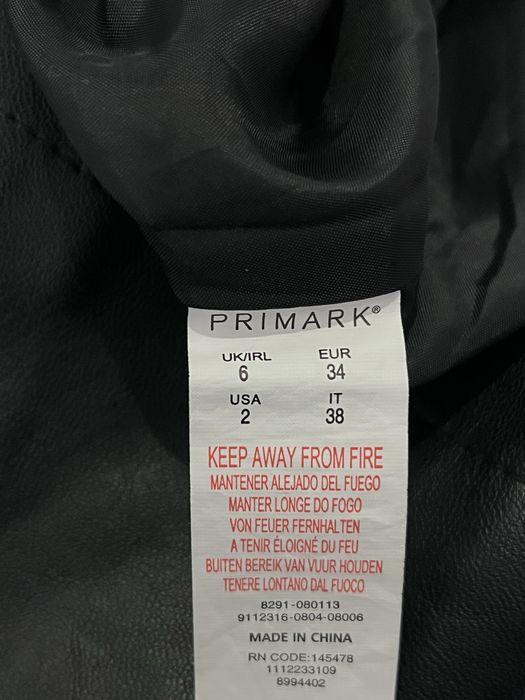 PRIMARK®
UK/IRL EUR
6 34
USA IT
2 38
KEEP AWAY FROM FIRE
MANTENER ALEJADO DEL FUEGO
MANTER LONGE DO FOGO
VON FEUER FERNHALTEN
A TENIR ÉLOIGNÉ DU FEU
BUITEN BEREIK VAN VUUR HOUDEN
TENERE LONTANO DAL FUOCO
8291-080113
9112316-0804-08006
MADE IN CHINA
RN CODE:145478
1112233109
8994402